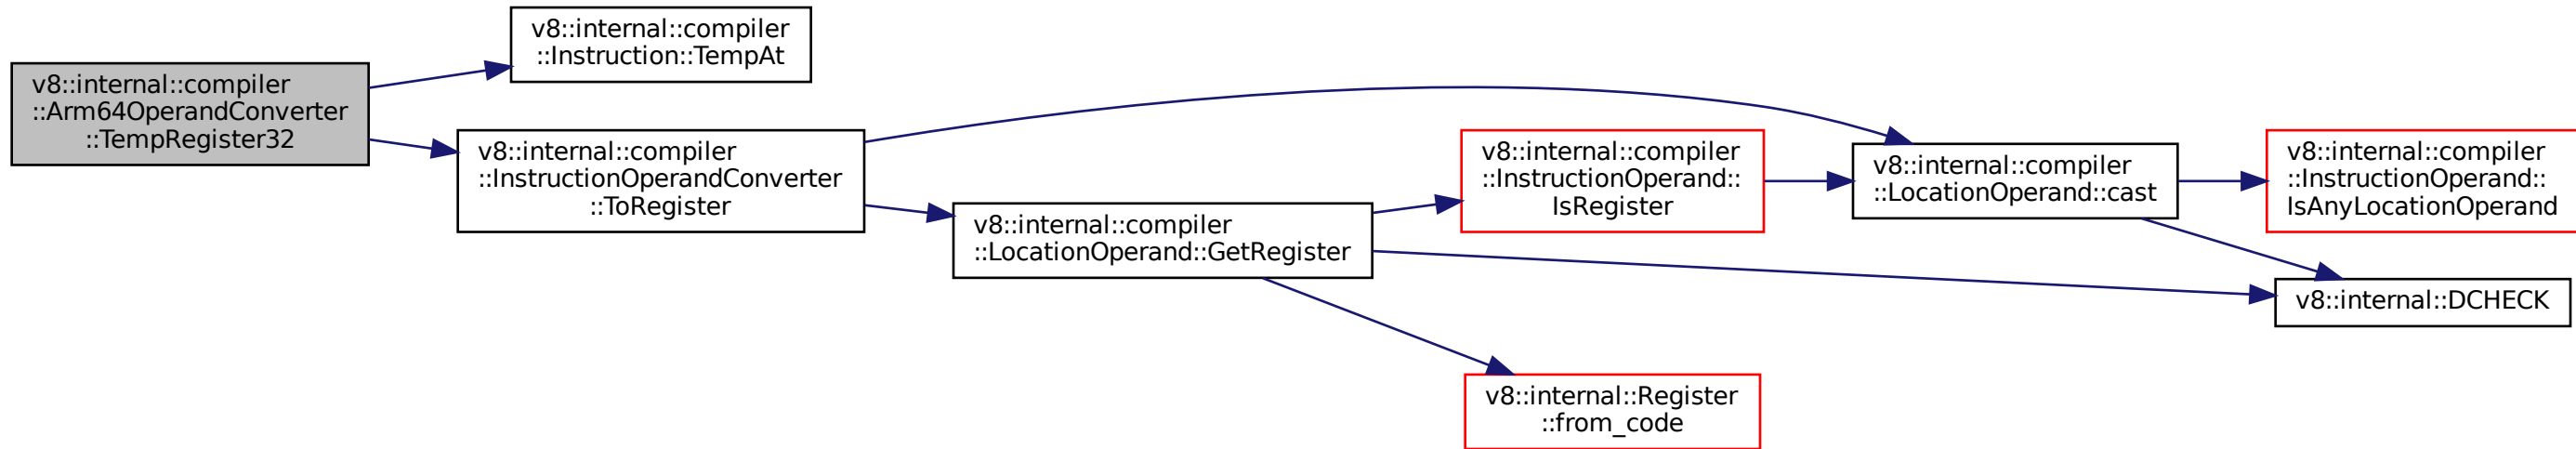 v8::internal::compiler
::Arm64OperandConverter
::TempRegister32
v8::internal::compiler
::Instruction::TempAt
v8::internal::compiler
::InstructionOperandConverter
::ToRegister
v8::internal::compiler
::LocationOperand::GetRegister
v8::internal::compiler
::InstructionOperand::
IsRegister
v8::internal::Register
::from_code
v8::internal::compiler
::LocationOperand::cast
v8::internal::compiler
::InstructionOperand::
IsAnyLocationOperand
v8::internal::DCHECK